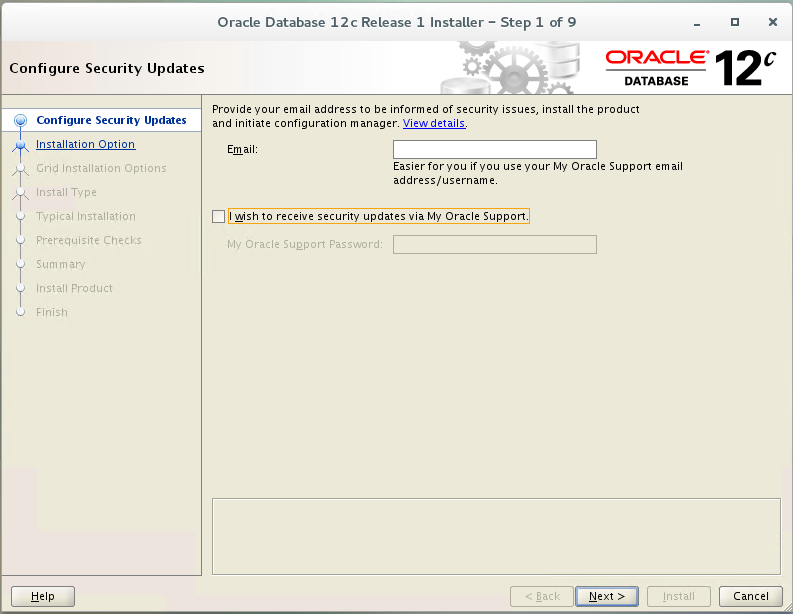 Oracle Database 12c Release 1 Installer – Step 1 of 9
Configure Security Updates
ORACLE®
DATABASE
12c
Configure Security Updates
Installation Option
Grid Installation Options
Install Type
Typical Installation
Prerequisite Checks
Summary
Install Product
Finish
Provide your email address to be informed of security issues, install the product
and initiate configuration manager. View details.
Email:
Easier for you if you use your My Oracle Support email
address/username.
I wish to receive security updates via My Oracle Support.
My Oracle Support Password:
Help
< Back
Next >
Install
Cancel